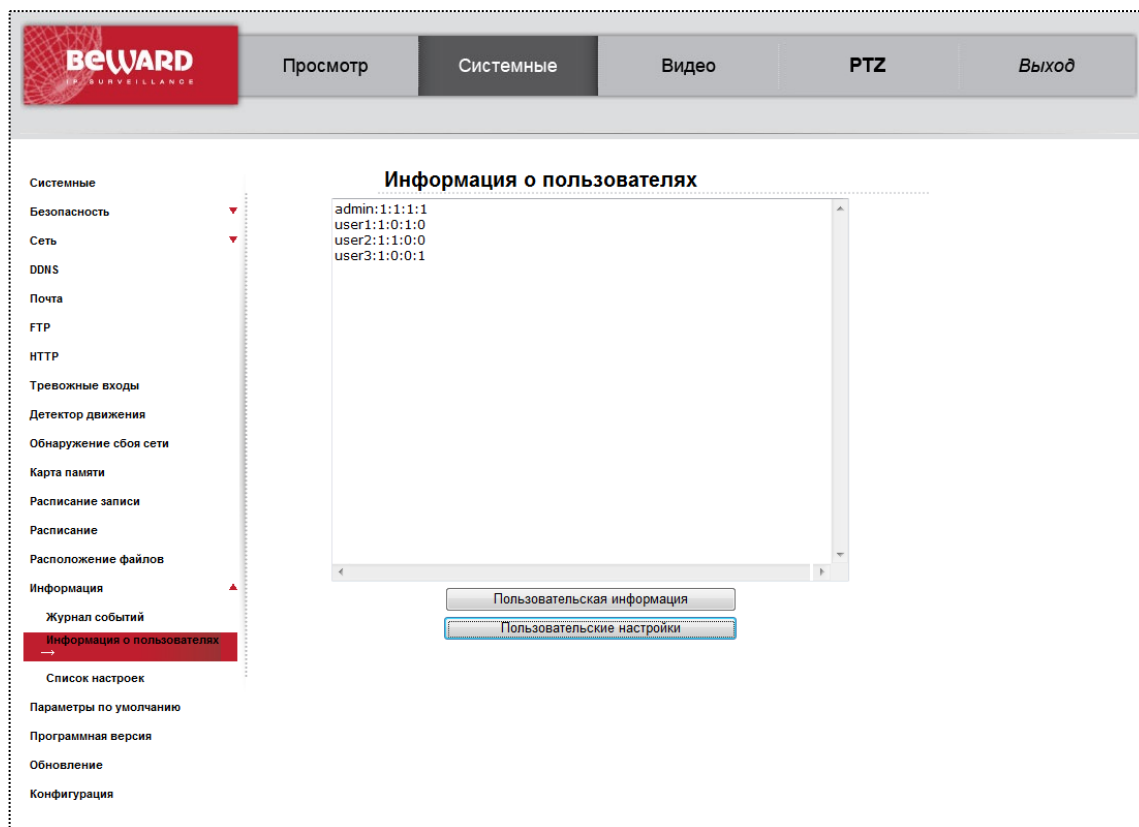 BEWARD
IP SURVEILLANCE
Просмотр
Системные
Видео
PTZ
Выход
Системные
Безопасность
Сеть
DDNS
Почта
FTP
HTTP
Тревожные входы
Детектор движения
Обнаружение сбоя сети
Карта памяти
Расписание записи
Расписание
Расположение файлов
Информация
Журнал событий
Информация о пользователях
→
Список настроек
Параметры по умолчанию
Программная версия
Обновление
Конфигурация
Информация о пользователях
admin:1:1:1:1
user1:1:0:1:0
user2:1:1:0:0
user3:1:0:0:1
Пользовательская информация
Пользовательские настройки